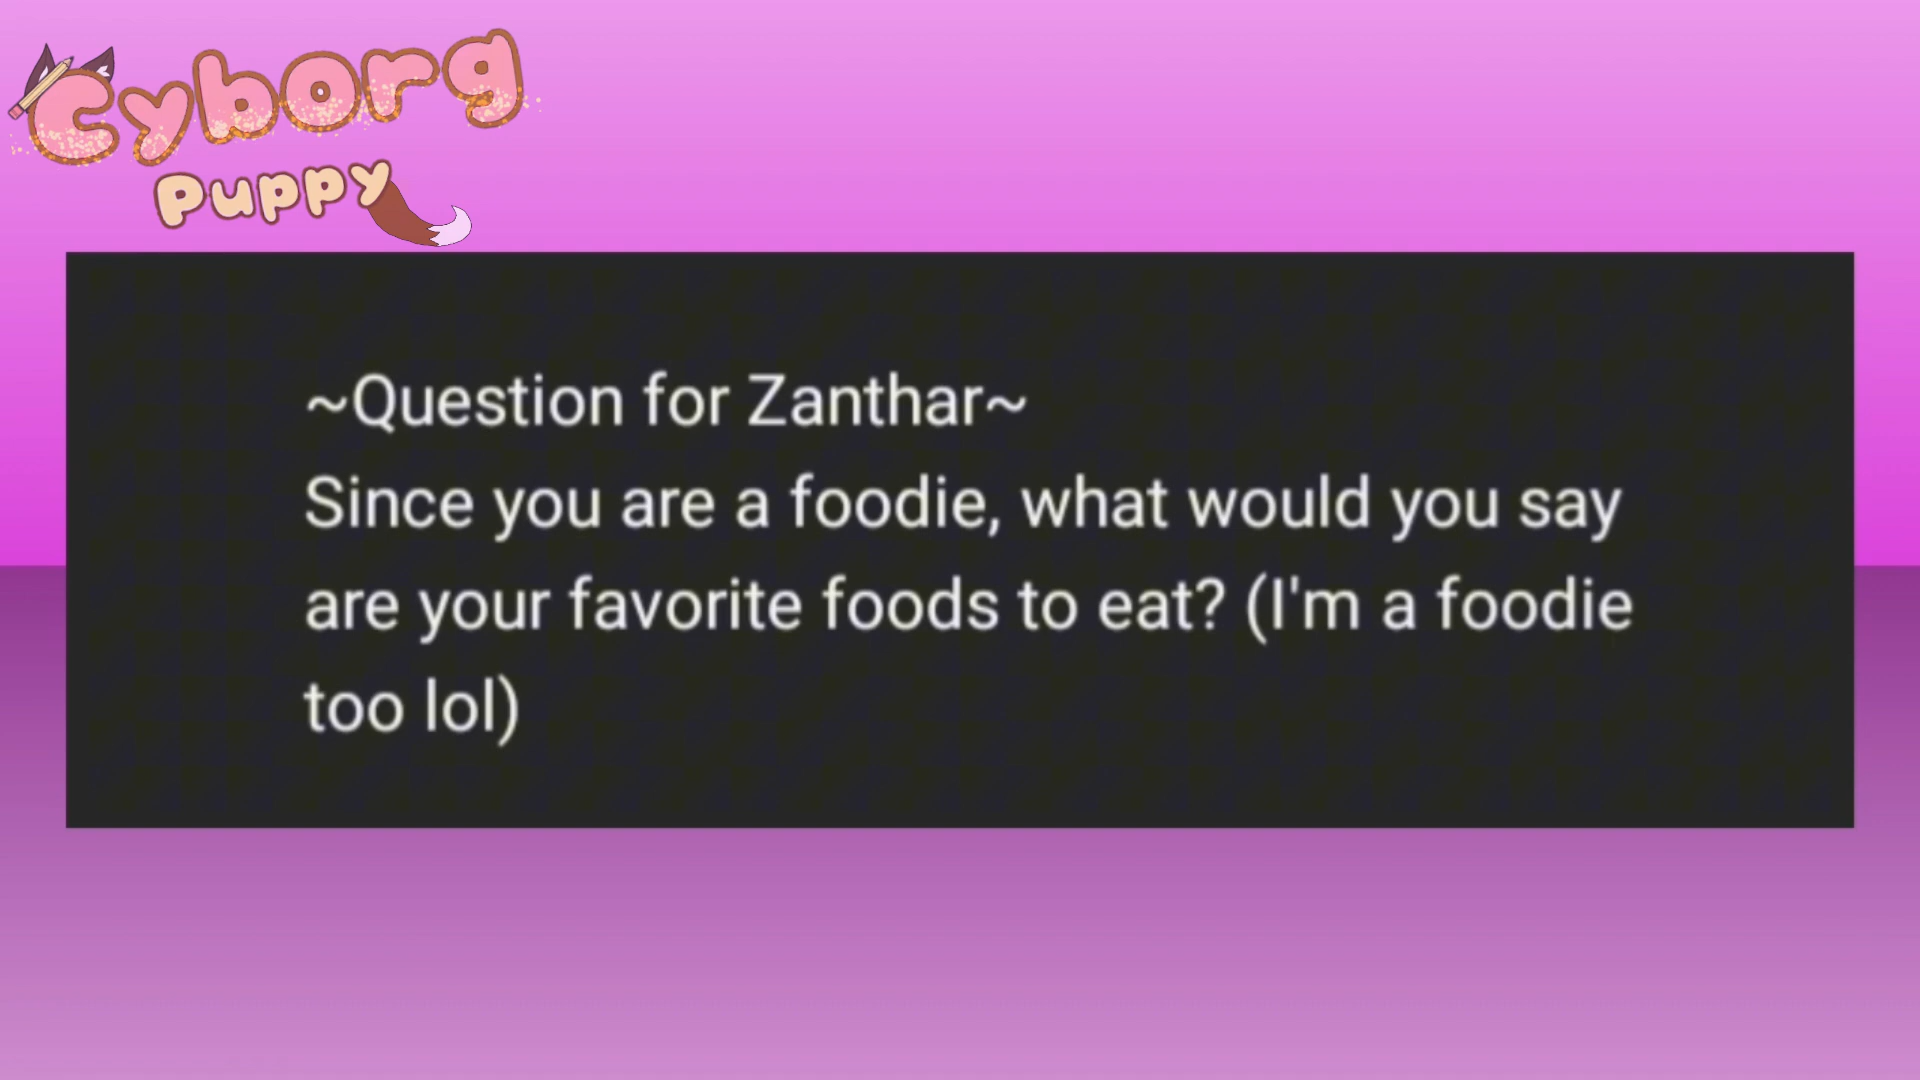 Cyborg
Puppy
~Question for Zanthar~
Since you are a foodie, what would you say
are your favorite foods to eat? (I'm a foodie
too lol)